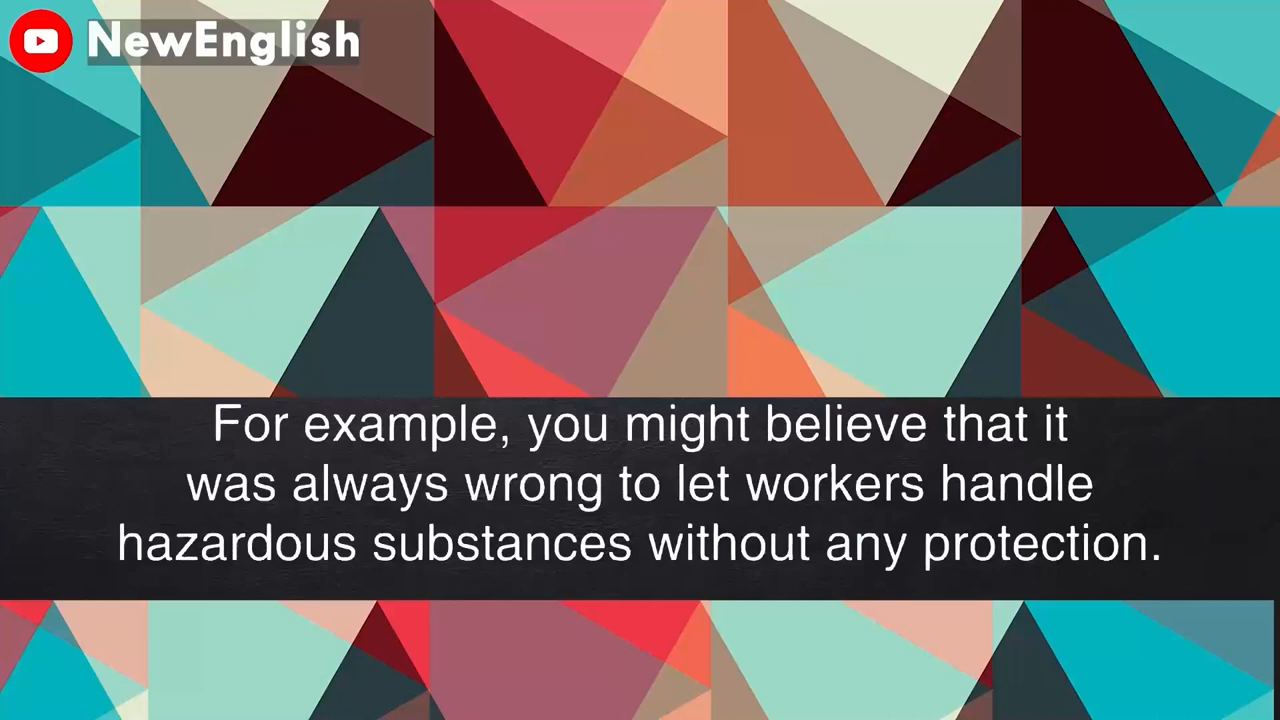 NewEnglish
For example, you might believe that it
was always wrong to let workers handle
hazardous substances without any protection.